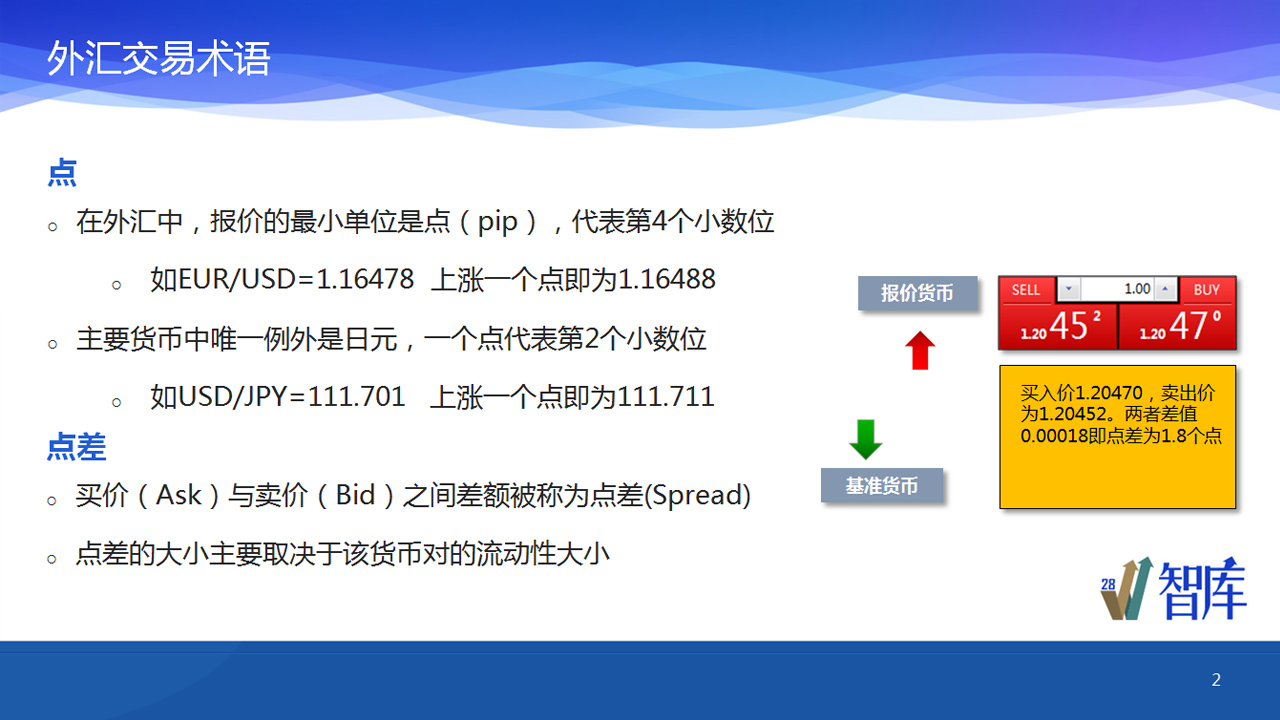 外汇交易术语
点
在外汇中，报价的最小单位是点（pip），代表第4个小数位
如EUR/USD=1.16478 上涨一个点即为1.16488
主要货币中唯一例外是日元，一个点代表第2个小数位
如USD/JPY=111.701 上涨一个点即为111.711
点差
买价（Ask）与卖价（Bid）之间差额被称为点差(Spread)
点差的大小主要取决于该货币对的流动性大小
报价货币
基准货币
SELL 1.00 BUY
1.20 45 2 1.20 47 0
买入价1.20470，卖出价
为1.20452。两者差值
0.00018即点差为1.8个点
28 智库
2